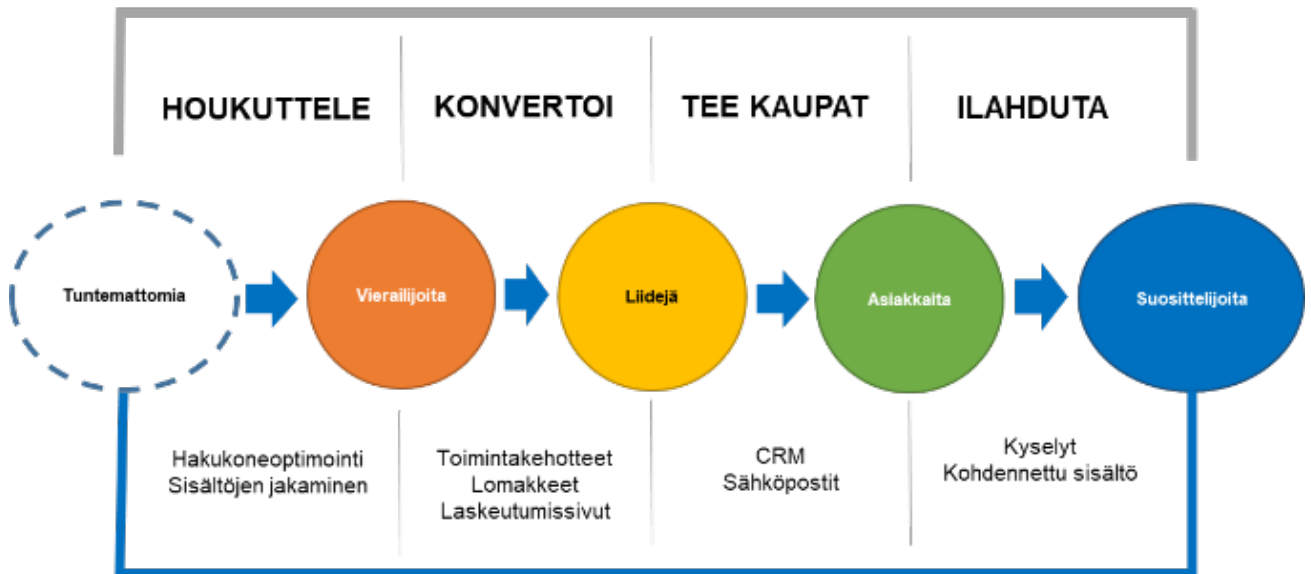 HOUKUTTELE
KONVERTOI
TEE KAUPAT
ILAHDUTA
Tuntemattomia
Vierailijoita
Liidejä
Asiakkaita
Suosittelijoita
Hakukoneoptimointi
Sisältöjen jakaminen
Toimintakehotteet
Lomakkeet
Laskeutumissivut
CRM
Sähköpostit
Kyselyt
Kohdennettu sisältö